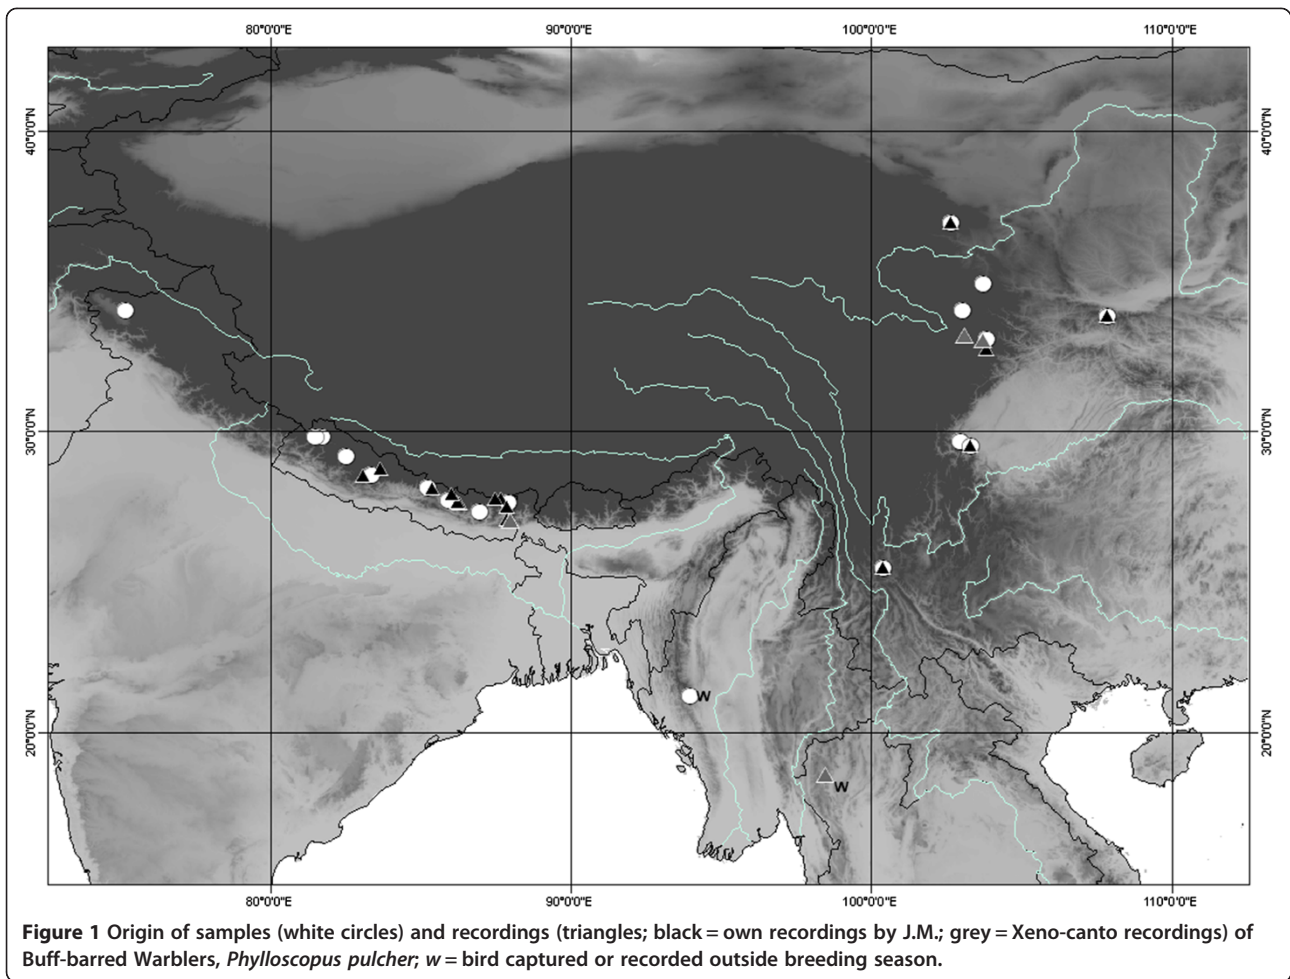 80°0'0"E 90°0'0"E 100°0'0"E 110°0'0"E
40°0'0"N 40°0'0"N
30°0'0"N 30°0'0"N
W
20°0'0"N 20°0'0"N
W
80°0'0"E 90°0'0"E 100°0'0"E 110°0'0"E
Figure 1 Origin of samples (white circles) and recordings (triangles; black = own recordings by J.M.; grey = Xeno-canto recordings) of
Buff-barred Warblers, Phylloscopus pulcher; w = bird captured or recorded outside breeding season.